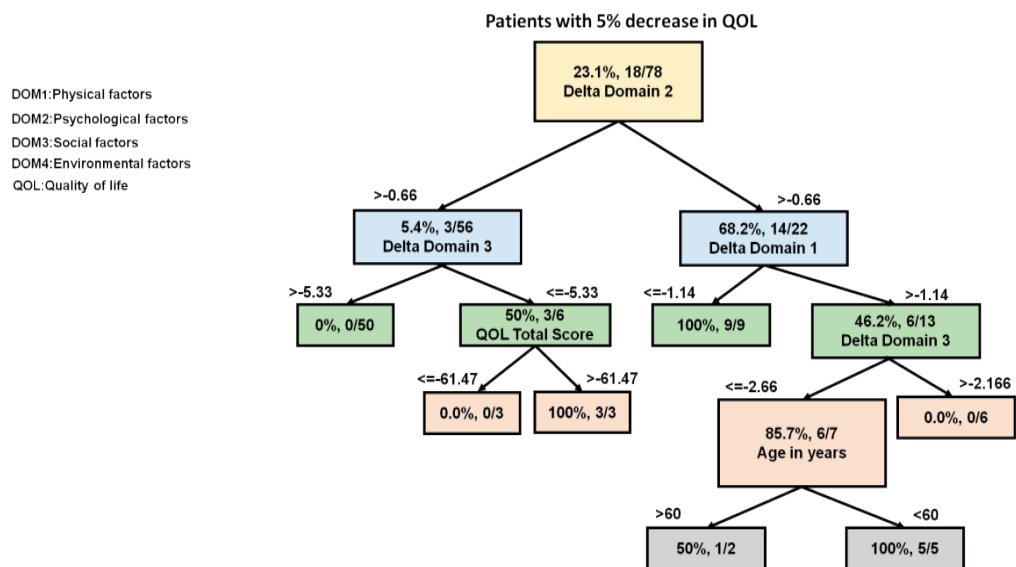 Patients with 5% decrease in QOL
23.1%, 18/78
Delta Domain 2
DOM1:Physical factors
DOM2:Psychological factors
DOM3:Social factors
DOM4:Environmental factors
QOL:Quality of life
>-0.66
>-0.66
5.4%, 3/56
Delta Domain 3
68.2%, 14/22
Delta Domain 1
>-5.33
<=-5.33
<=-1.14
>-1.14
0%, 0/50
50%, 3/6
QOL Total Score
100%, 9/9
46.2%, 6/13
Delta Domain 3
<=-61.47
>-61.47
<=-2.66
>-2.166
0.0%, 0/3
100%, 3/3
0.0%, 0/6
85.7%, 6/7
Age in years
>60
<60
50%, 1/2
100%, 5/5